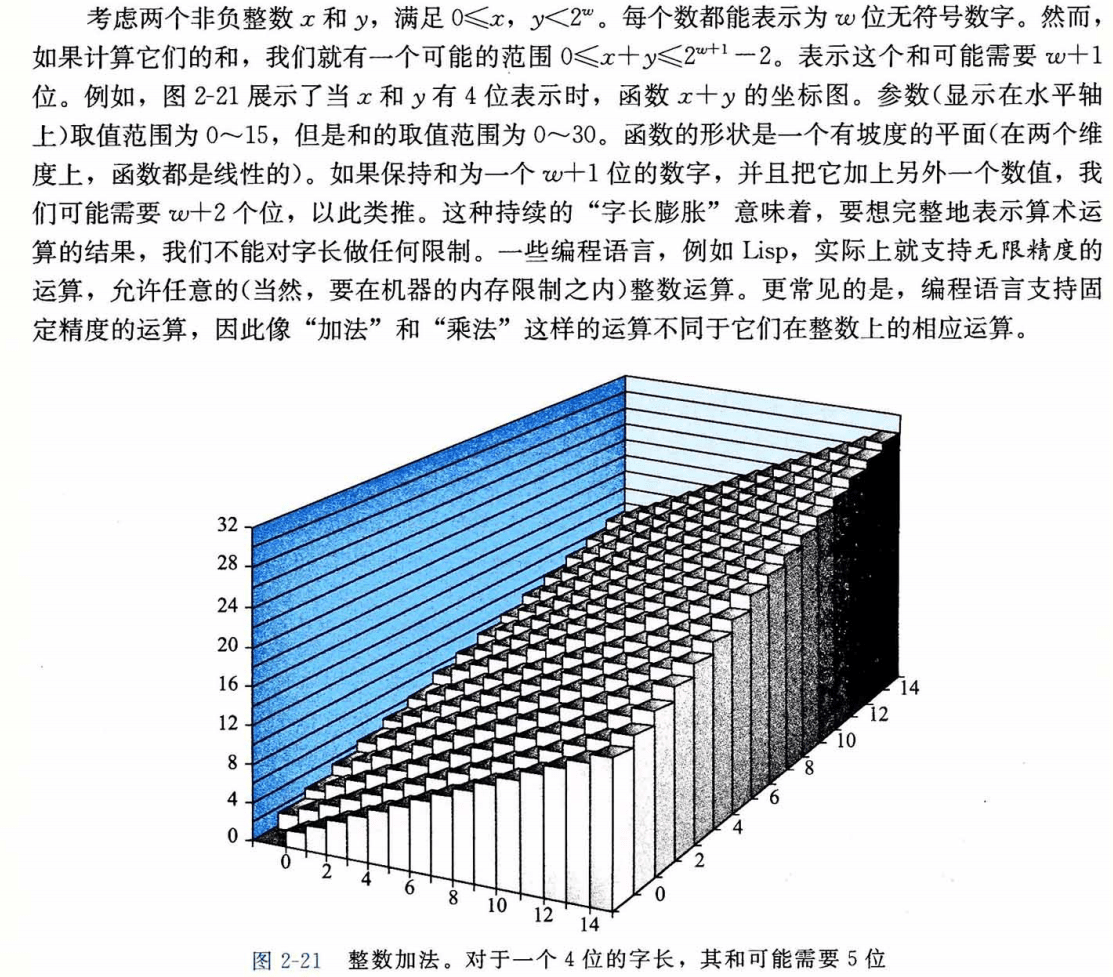 考虑两个非负整数 x 和 y，满足 0≤x，y<2^w。每个数都能表示为 w 位无符号数字。然而，
如果计算它们的和，我们就有一个可能的范围 0≤x+y≤2^{w+1}－2。表示这个和可能需要 w+1
位。例如，图 2-21 展示了当 x 和 y 有 4 位表示时，函数 x+y 的坐标图。参数(显示在水平轴
上)取值范围为 0～15，但是和的取值范围为 0～30。函数的形状是一个有坡度的平面(在两个维
度上，函数都是线性的)。如果保持和为一个 w+1 位的数字，并且把它加上另外一个数值，我
们可能需要 w+2 个位，以此类推。这种持续的“字长膨胀”意味着，要想完整地表示算术运
算的结果，我们不能对字长做任何限制。一些编程语言，例如 Lisp，实际上就支持无限精度的
运算，允许任意的(当然，要在机器的内存限制之内)整数运算。更常见的是，编程语言支持固
定精度的运算，因此像“加法”和“乘法”这样的运算不同于它们在整数上的相应运算。
32
28
24
20
16
12
8
4
0
0
2
4
6
8
10
12
14
0
2
4
6
8
10
12
14
图 2-21 整数加法。对于一个 4 位的字长，其和可能需要 5 位